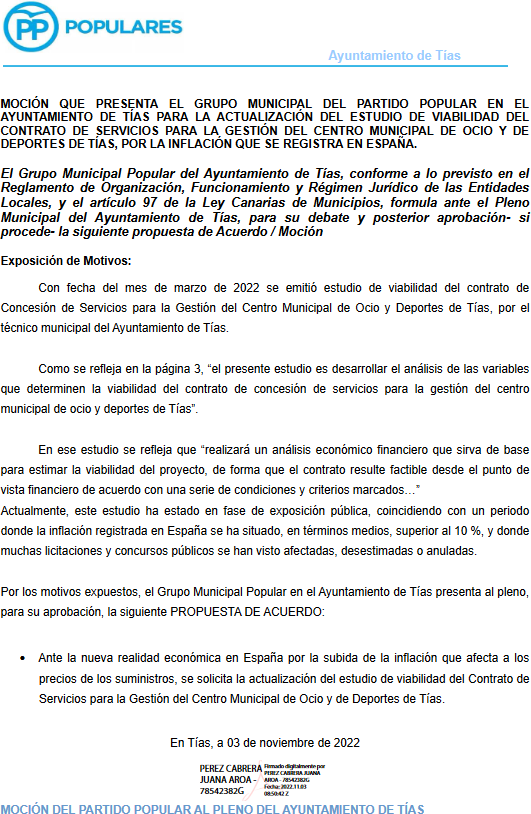 PP POPULARES
Ayuntamiento de Tías
MOCIÓN QUE PRESENTA EL GRUPO MUNICIPAL DEL PARTIDO POPULAR EN EL
AYUNTAMIENTO DE TÍAS PARA LA ACTUALIZACIÓN DEL ESTUDIO DE VIABILIDAD DEL
CONTRATO DE SERVICIOS PARA LA GESTIÓN DEL CENTRO MUNICIPAL DE OCIO Y DE
DEPORTES DE TÍAS, POR LA INFLACIÓN QUE SE REGISTRA EN ESPAÑA.
El Grupo Municipal Popular del Ayuntamiento de Tías, conforme a lo previsto en el
Reglamento de Organización, Funcionamiento y Régimen Jurídico de las Entidades
Locales, y el artículo 97 de la Ley Canarias de Municipios, formula ante el Pleno
Municipal del Ayuntamiento de Tías, para su debate y posterior aprobación- si
procede- la siguiente propuesta de Acuerdo / Moción
Exposición de Motivos:
Con fecha del mes de marzo de 2022 se emitió estudio de viabilidad del contrato de
Concesión de Servicios para la Gestión del Centro Municipal de Ocio y Deportes de Tías, por el
técnico municipal del Ayuntamiento de Tías.
Como se refleja en la página 3, “el presente estudio es desarrollar el análisis de las variables
que determinen la viabilidad del contrato de concesión de servicios para la gestión del centro
municipal de ocio y deportes de Tías”.
En ese estudio se refleja que “realizará un análisis económico financiero que sirva de base
para estimar la viabilidad del proyecto, de forma que el contrato resulte factible desde el punto de
vista financiero de acuerdo con una serie de condiciones y criterios marcados…”
Actualmente, este estudio ha estado en fase de exposición pública, coincidiendo con un periodo
donde la inflación registrada en España se ha situado, en términos medios, superior al 10 %, y donde
muchas licitaciones y concursos públicos se han visto afectadas, desestimadas o anuladas.
Por los motivos expuestos, el Grupo Municipal Popular en el Ayuntamiento de Tías presenta al pleno,
para su aprobación, la siguiente PROPUESTA DE ACUERDO:
• Ante la nueva realidad económica en España por la subida de la inflación que afecta a los
precios de los suministros, se solicita la actualización del estudio de viabilidad del Contrato de
Servicios para la Gestión del Centro Municipal de Ocio y de Deportes de Tías.
En Tías, a 03 de noviembre de 2022
PEREZ CABRERA
JUANA AROA -
78542382G
Firmado digitalmente por
PEREZ CABRERA JUANA
AROA - 78542382G
Fecha: 2022.11.03
08:50:42 Z
MOCIÓN DEL PARTIDO POPULAR AL PLENO DEL AYUNTAMIENTO DE TÍAS